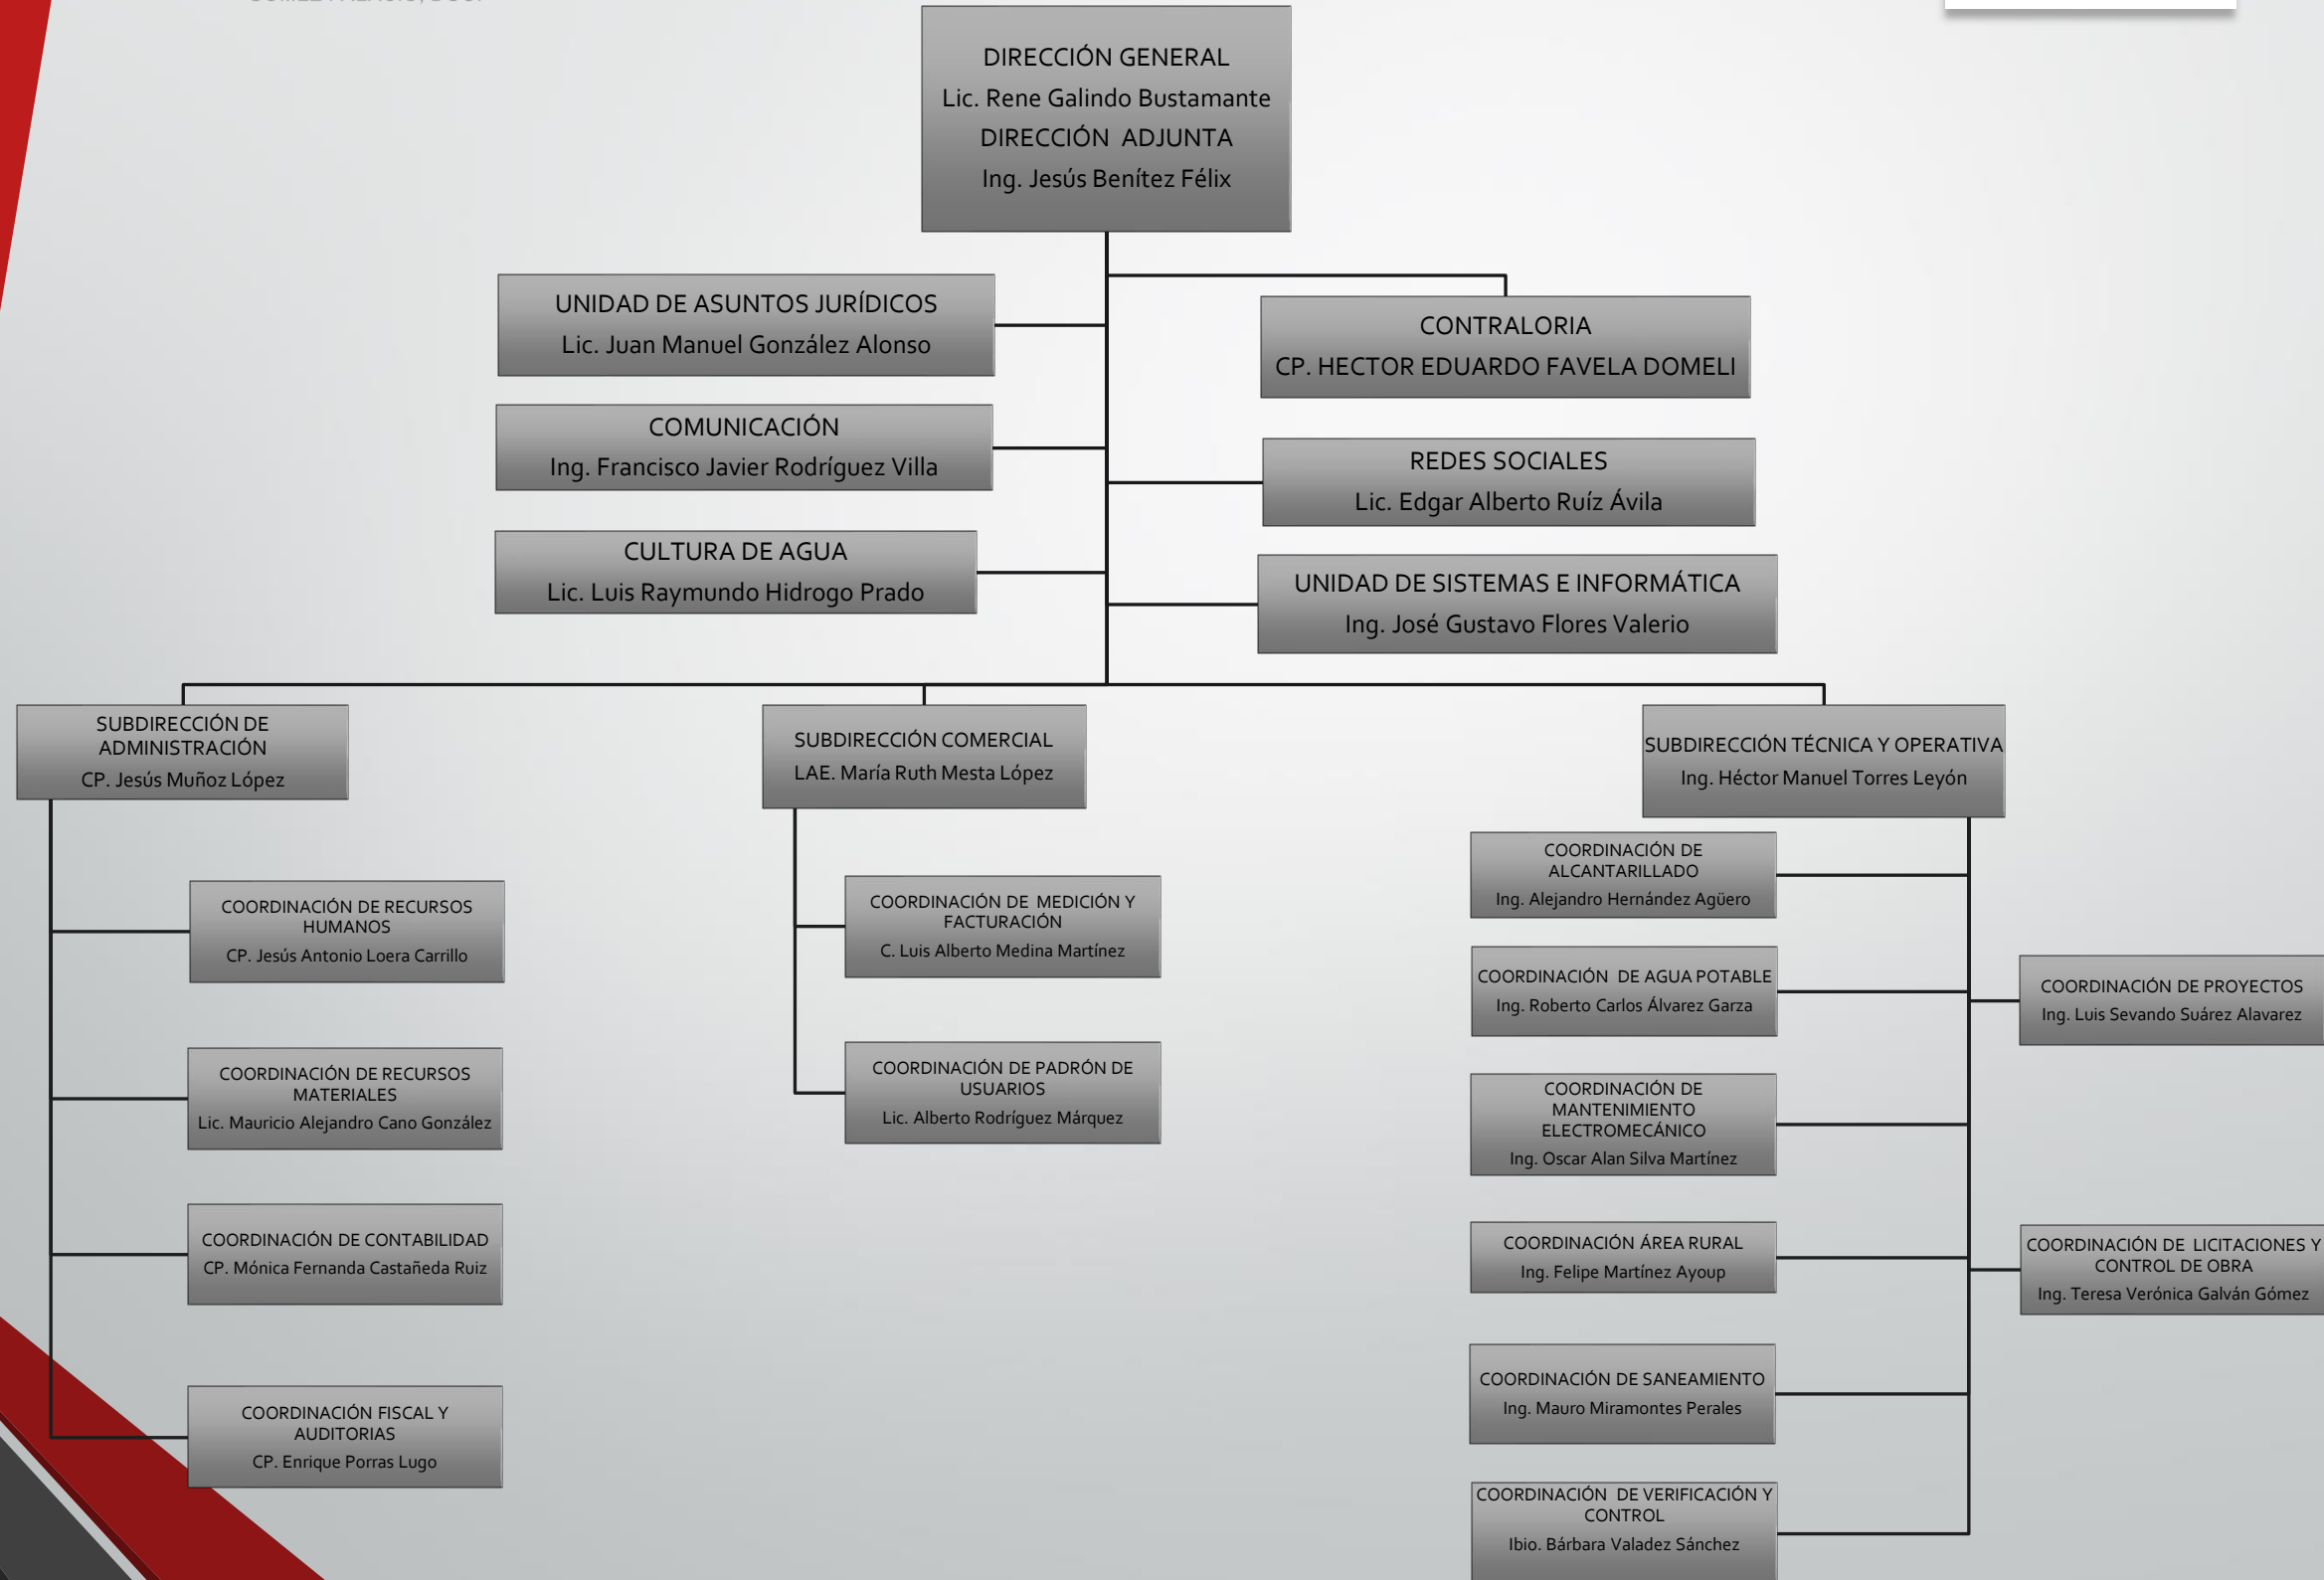 DIRECCIÓN GENERAL
Lic. Rene Galindo Bustamante
DIRECCIÓN ADJUNTA
Ing. Jesús Benítez Félix
UNIDAD DE ASUNTOS JURÍDICOS
Lic. Juan Manuel González Alonso
CONTRALORIA
CP. HECTOR EDUARDO FAVELA DOMELI
COMUNICACIÓN
Ing. Francisco Javier Rodríguez Villa
REDES SOCIALES
Lic. Edgar Alberto Ruíz Ávila
CULTURA DE AGUA
Lic. Luis Raymundo Hidrogo Prado
UNIDAD DE SISTEMAS E INFORMÁTICA
Ing. José Gustavo Flores Valerio
SUBDIRECCIÓN DE
ADMINISTRACIÓN
CP. Jesús Muñoz López
COORDINACIÓN DE RECURSOS
HUMANOS
CP. Jesús Antonio Loera Carrillo
COORDINACIÓN DE RECURSOS
MATERIALES
Lic. Mauricio Alejandro Cano González
COORDINACIÓN DE CONTABILIDAD
CP. Mónica Fernanda Castañeda Ruiz
COORDINACIÓN FISCAL Y
AUDITORIAS
CP. Enrique Porras Lugo
SUBDIRECCIÓN COMERCIAL
LAE. María Ruth Mesta López
COORDINACIÓN DE MEDICIÓN Y
FACTURACIÓN
C. Luis Alberto Medina Martínez
COORDINACIÓN DE PADRÓN DE
USUARIOS
Lic. Alberto Rodríguez Márquez
SUBDIRECCIÓN TÉCNICA Y OPERATIVA
Ing. Héctor Manuel Torres Leyón
COORDINACIÓN DE
ALCANTARILLADO
Ing. Alejandro Hernández Agüero
COORDINACIÓN DE AGUA POTABLE
Ing. Roberto Carlos Álvarez Garza
COORDINACIÓN DE
MANTENIMIENTO
ELECTROMECÁNICO
Ing. Oscar Alan Silva Martínez
COORDINACIÓN ÁREA RURAL
Ing. Felipe Martínez Ayoup
COORDINACIÓN DE SANEAMIENTO
Ing. Mauro Miramontes Perales
COORDINACIÓN DE VERIFICACIÓN Y
CONTROL
Ibio. Bárbara Valadez Sánchez
COORDINACIÓN DE PROYECTOS
Ing. Luis Sevando Suárez Alavarez
COORDINACIÓN DE LICITACIONES Y
CONTROL DE OBRA
Ing. Teresa Verónica Galván Gómez